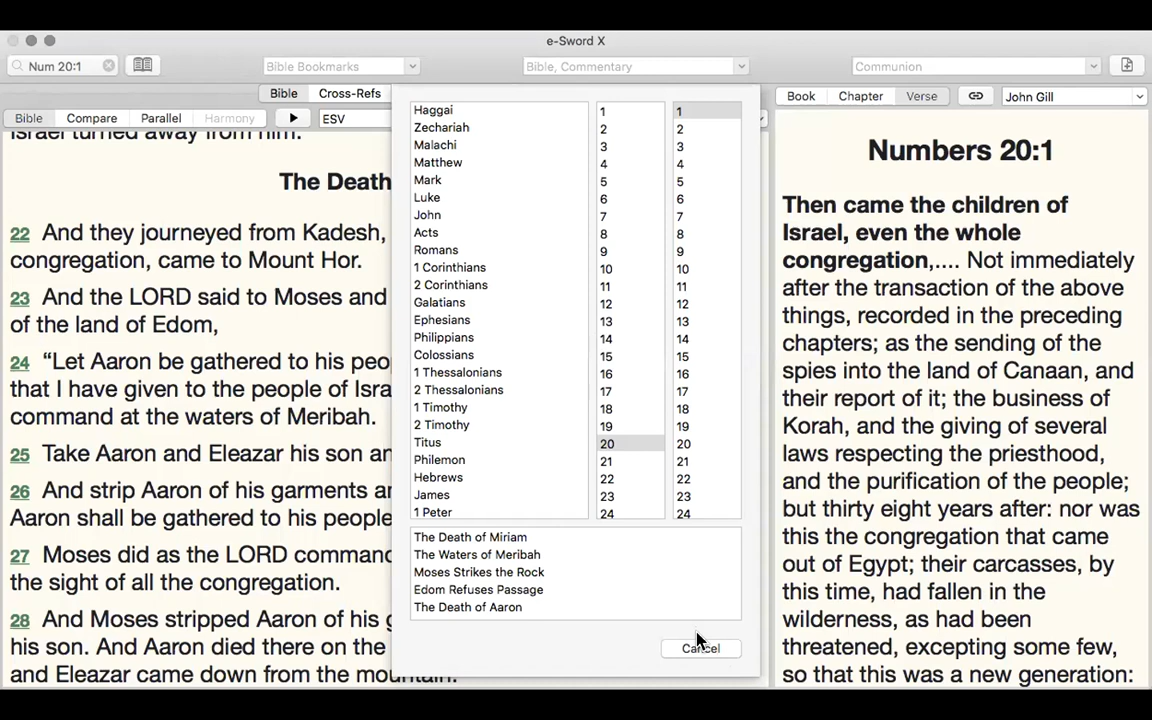 e-Sword X
Num 20:1
Bible Bookmarks
Bible, Commentary
Communion
Bible
Cross-Refs
Bible
Compare
Parallel
Harmony
ESV
Israel turned away from him.
The Death
22 And they journeyed from Kadesh,
congregation, came to Mount Hor.
23 And the LORD said to Moses and
of the land of Edom,
24 “Let Aaron be gathered to his peo
that I have given to the people of Isra
command at the waters of Meribah.
25 Take Aaron and Eleazar his son an
26 And strip Aaron of his garments a
Aaron shall be gathered to his people
27 Moses did as the LORD command
the sight of all the congregation.
28 And Moses stripped Aaron of his g
his son. And Aaron died there on the
and Eleazar came down from the mountain.
Haggai
Zechariah
Malachi
Matthew
Mark
Luke
John
Acts
Romans
1 Corinthians
2 Corinthians
Galatians
Ephesians
Philippians
Colossians
1 Thessalonians
2 Thessalonians
1 Timothy
2 Timothy
Titus
Philemon
Hebrews
James
1 Peter
1
2
3
4
5
6
7
8
9
10
11
12
13
14
15
16
17
18
19
20
21
22
23
24
1
2
3
4
5
6
7
8
9
10
11
12
13
14
15
16
17
18
19
20
21
22
23
24
The Death of Miriam
The Waters of Meribah
Moses Strikes the Rock
Edom Refuses Passage
The Death of Aaron
Cancel
Book
Chapter
Verse
John Gill
Numbers 20:1
Then came the children of
Israel, even the whole
congregation,.... Not immediately
after the transaction of the above
things, recorded in the preceding
chapters; as the sending of the
spies into the land of Canaan, and
their report of it; the business of
Korah, and the giving of several
laws respecting the priesthood,
and the purification of the people;
but thirty eight years after: nor was
this the congregation that came
out of Egypt; their carcasses, by
this time, had fallen in the
wilderness, as had been
threatened, excepting some few,
so that this was a new generation: